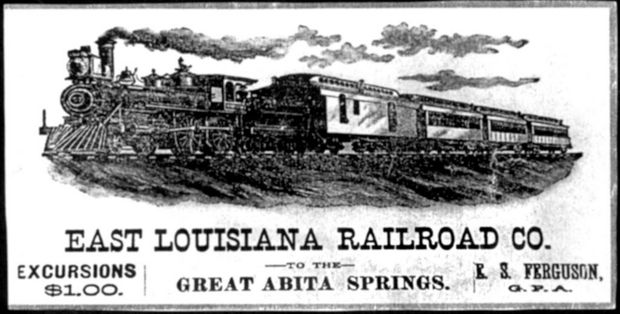 EAST LOUISIANA RAILROAD CO.
EXCURSIONS
$1.00.
TO THE
GREAT ABITA SPRINGS.
E. S. FERGUSON,
G.P.A.